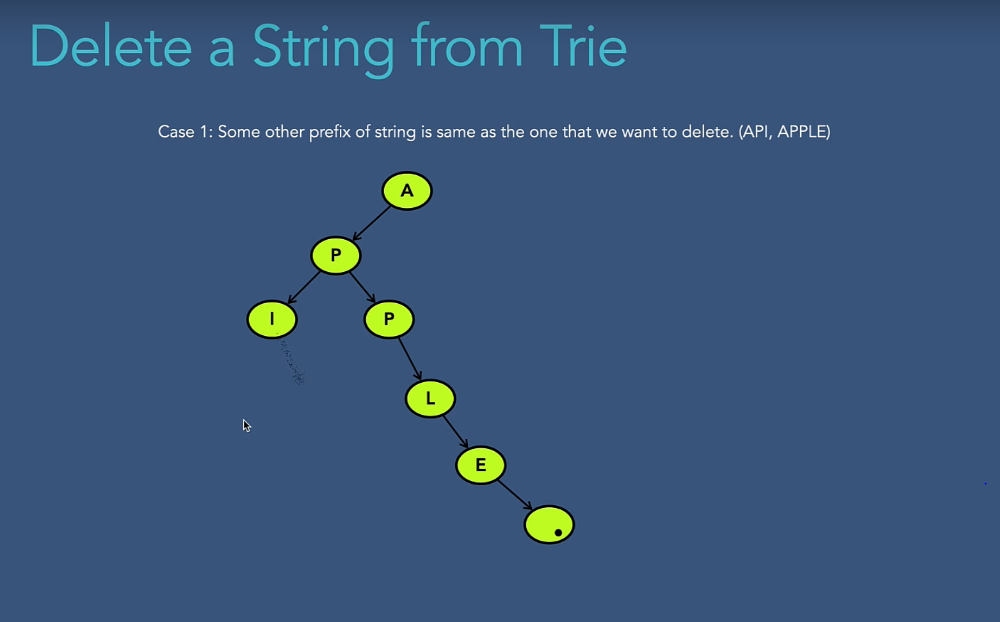 Delete a String from Trie
Case 1: Some other prefix of string is same as the one that we want to delete. (API, APPLE)
A
P
I
P
L
E